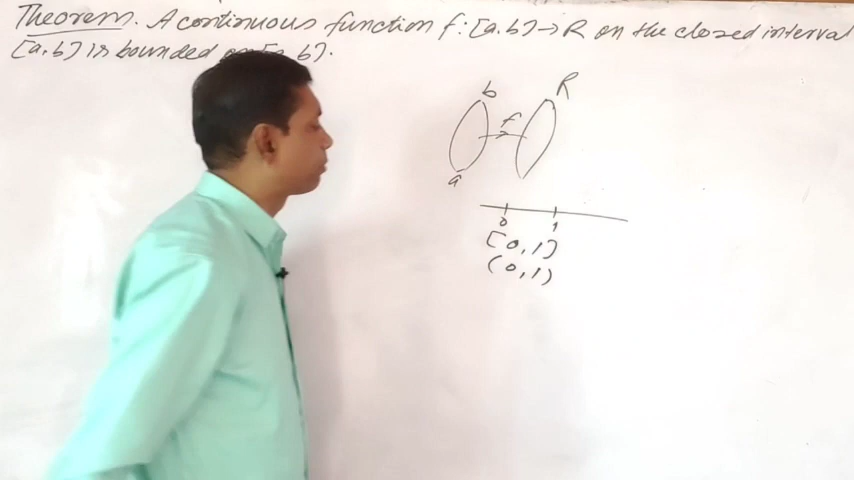 Theorem. A continuous function f: [a.b] → R on the closed interval
[a,b] is bounded on [a, b].
b R
f
a
0 1
[0,1]
(0,1)